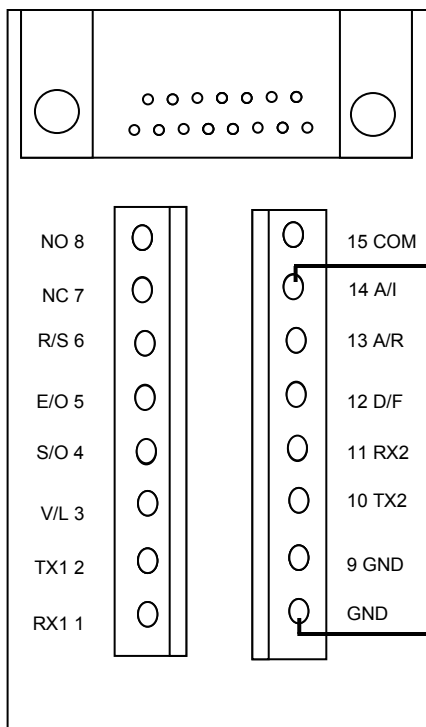 NO 8
NC 7
R/S 6
E/O 5
S/O 4
V/L 3
TX1 2
RX1 1
15 COM
14 A/I
13 A/R
12 D/F
11 RX2
10 TX2
9 GND
GND